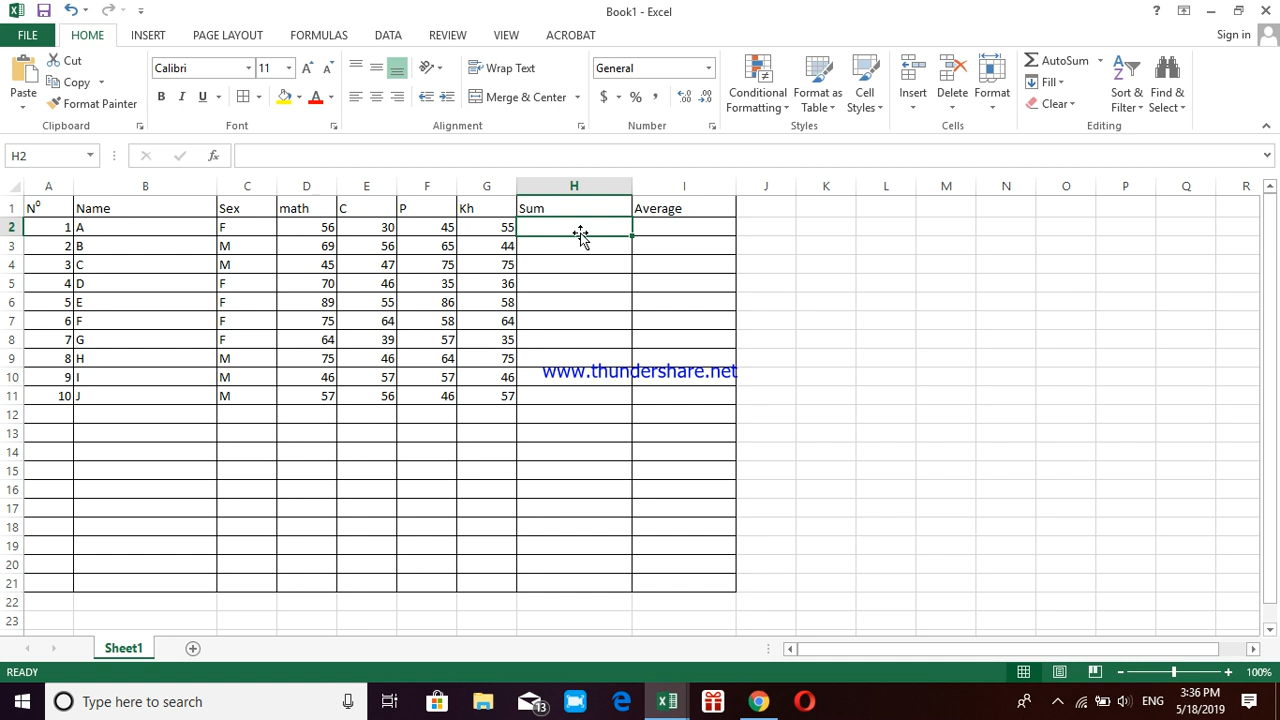 Book1 - Excel
Sign in
FILE HOME INSERT PAGE LAYOUT FORMULAS DATA REVIEW VIEW ACROBAT
Paste
Cut
Copy
Format Painter
Clipboard
Calibri 11
B I U A
Font
Wrap Text
Merge & Center
Alignment
General
$ % ,
Number
Conditional Formatting
Format as Table
Cell Styles
Styles
Insert
Delete
Format
Cells
AutoSum
Fill
Clear
Sort & Filter
Find & Select
Editing
H2 fx
A B C D E F G H I J K L M N O P Q R
1 N⁰ Name Sex math C P Kh Sum Average
2 1 A F 56 30 45 55
3 2 B M 69 56 65 44
4 3 C M 45 47 75 75
5 4 D F 70 46 35 36
6 5 E F 89 55 86 58
7 6 F F 75 64 58 64
8 7 G F 64 39 57 35
9 8 H M 75 46 64 75
www.thundershare.net
10 9 I M 46 57 57 46
11 10 J M 57 56 46 57
12
13
14
15
16
17
18
19
20
21
22
23
Sheet1
READY 100%
Type here to search
13
ENG
3:36 PM
5/18/2019